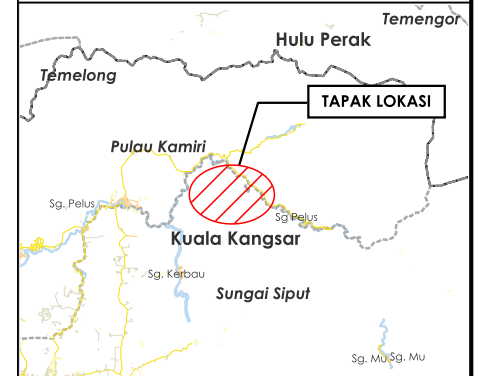 Temengor
Hulu Perak
Temelong
TAPAK LOKASI
Pulau Kamiri
Sg. Pelus
Sg Pelus
Kuala Kangsar
Sg. Kerbau
Sungai Siput
Sg. Mu
Sg. Mu